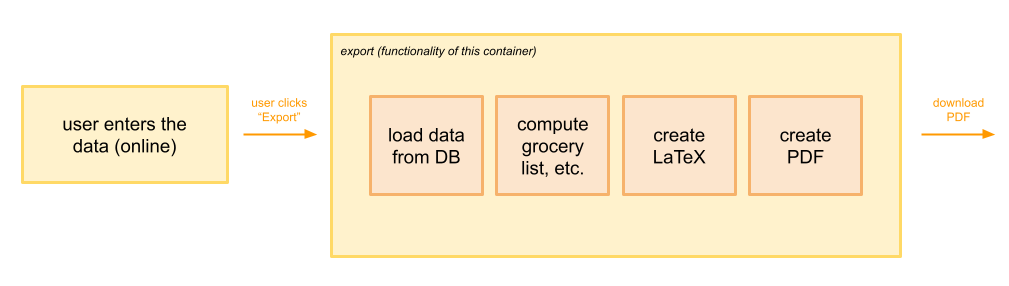 export (functionality of this container)
user enters the
data (online)
user clicks
“Export”
load data
from DB
compute
grocery
list, etc.
create
LaTeX
create
PDF
download
PDF